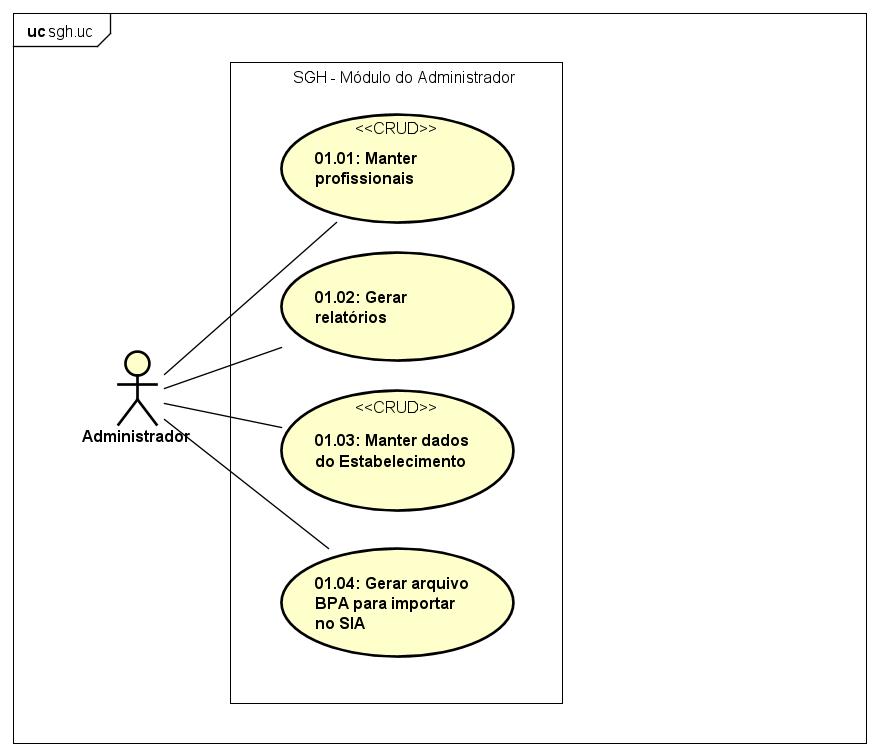 uc sgh.uc
SGH - Módulo do Administrador
<<CRUD>>
01.01: Manter
profissionais
01.02: Gerar
relatórios
Administrador
<<CRUD>>
01.03: Manter dados
do Estabelecimento
01.04: Gerar arquivo
BPA para importar
no SIA